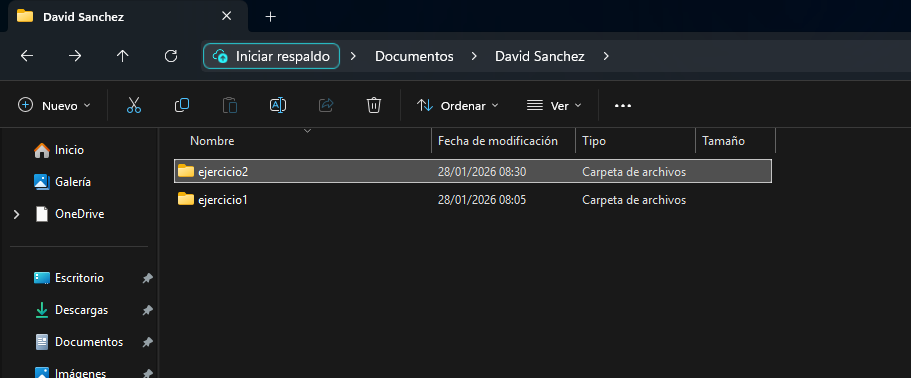 David Sanchez
Iniciar respaldo > Documentos > David Sanchez >
Nuevo Ordenar Ver
Nombre Fecha de modificación Tipo Tamaño
Inicio
Galería
OneDrive
ejercicio2 28/01/2026 08:30 Carpeta de archivos
ejercicio1 28/01/2026 08:05 Carpeta de archivos
Escritorio
Descargas
Documentos
Imágenes